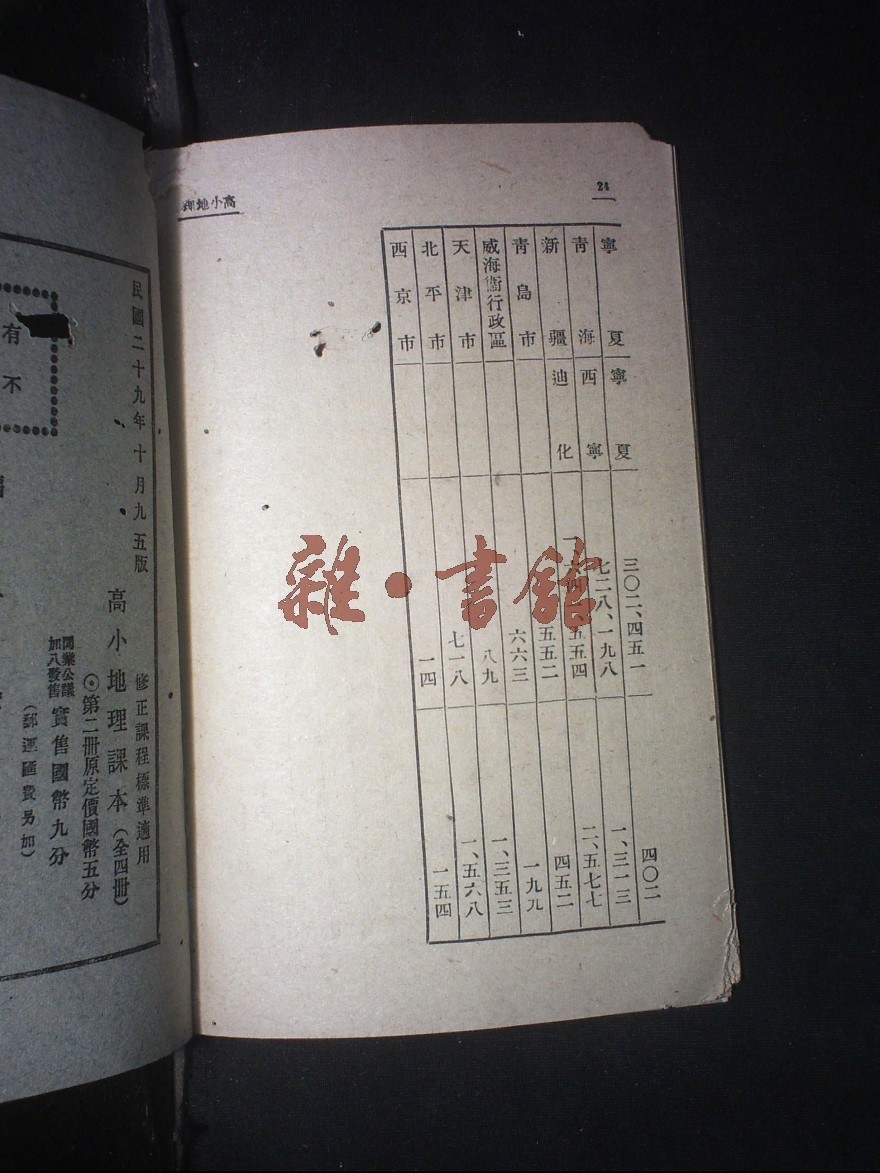 24
高小地理
寧夏 寧夏 三〇二、四五一 四〇二
青海 西寧 七二八、一九八 一、三一三
新疆 迪化 五五四 二、五七七
青島市 五五二 四五二
威海衞行政區 六六三 一九九
天津市 八九 一、三五三
北平市 七一八 一、五六八
西京市 一四 一五四
雜·書館
民國二十九年十月九五版
修正課程標準適用
高小地理課本（全四冊）
◎第二冊原定價國幣五分
開業公議
加八發售
實售國幣九分
（郵運匯費另加）
有
不